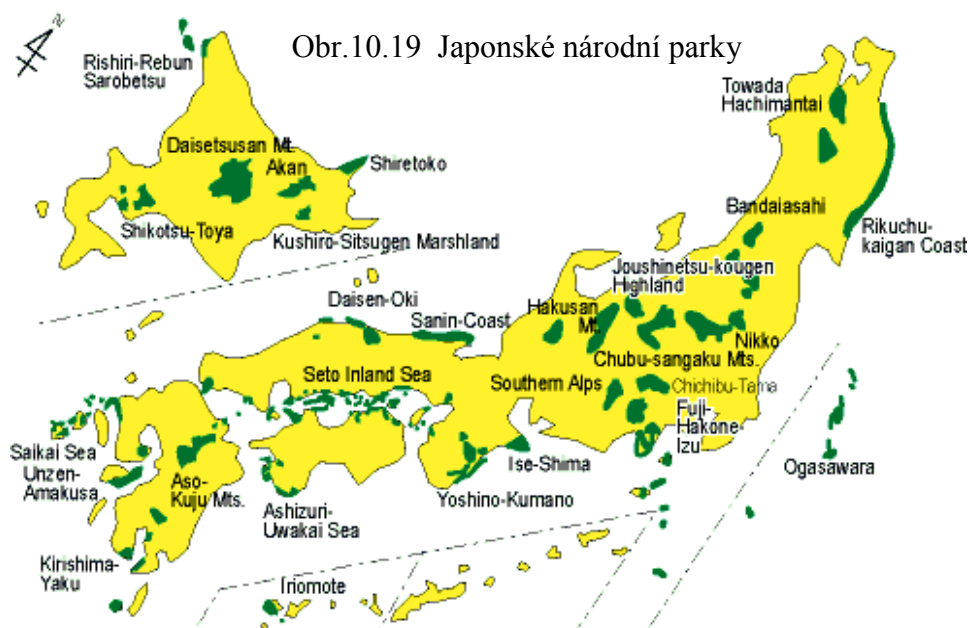 N
Obr.10.19 Japonské národní parky
Rishiri-Rebun
Sarobetsu
Daisetsusan Mt.
Akan
Shiretoko
Shikotsu-Toya
Kushiro-Sitsugen Marshland
Towada
Hachimantai
Bandaiasahi
Rikuchu-
kaigan Coast
Joushinetsu-kougen
Highland
Daisen-Oki
Sanin-Coast
Hakusan
Mt.
Nikko
Chubu-sangaku Mts.
Seto Inland Sea
Southern Alps
Chichibu-Tama
Fuji-
Hakone-
Izu
Saikai Sea
Unzen-
Amakusa
Aso-
Kuju Mts.
Ise-Shima
Ogasawara
Yoshino-Kumano
Ashizuri-
Uwakai Sea
Kirishima-
Yaku
Iriomote